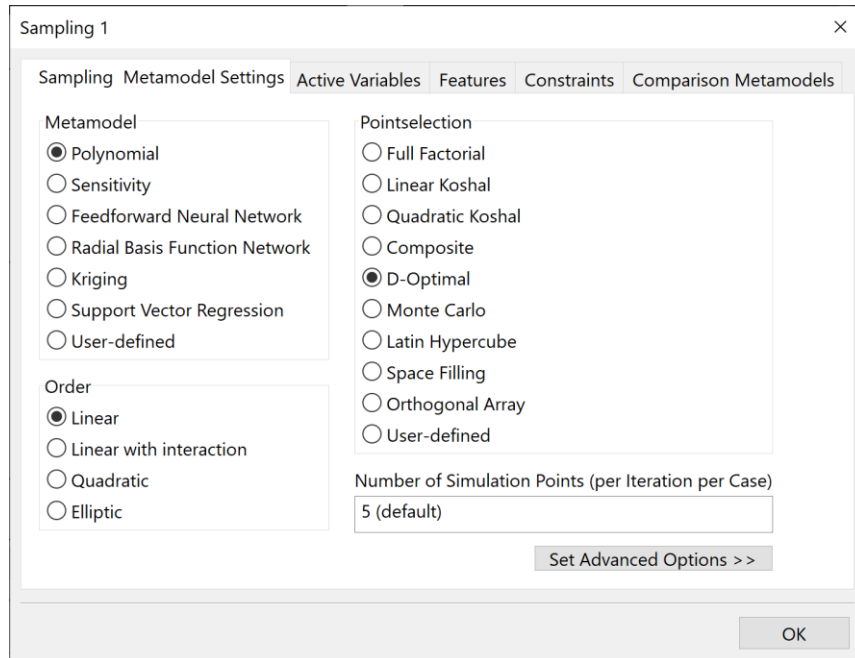 Sampling 1
Sampling Metamodel Settings Active Variables Features Constraints Comparison Metamodels
Metamodel
Polynomial
Sensitivity
Feedforward Neural Network
Radial Basis Function Network
Kriging
Support Vector Regression
User-defined
Order
Linear
Linear with interaction
Quadratic
Elliptic
Pointselection
Full Factorial
Linear Koshal
Quadratic Koshal
Composite
D-Optimal
Monte Carlo
Latin Hypercube
Space Filling
Orthogonal Array
User-defined
Number of Simulation Points (per Iteration per Case)
5 (default)
Set Advanced Options >>
OK